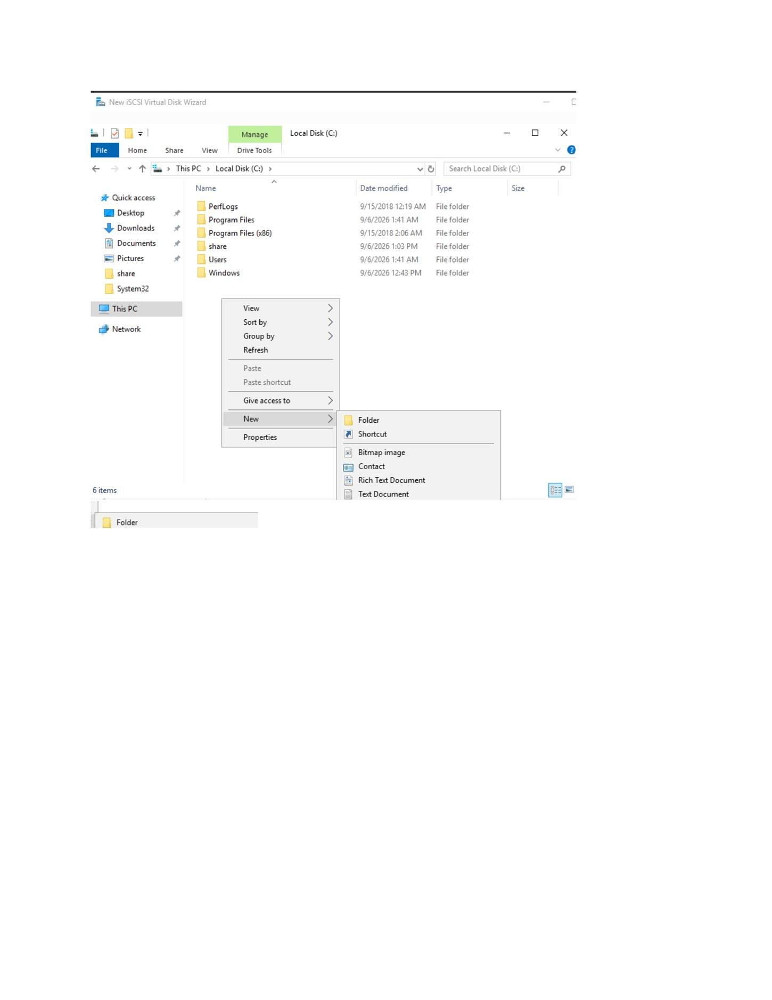 New iSCSI Virtual Disk Wizard
Manage
Local Disk (C:)
File
Home
Share
View
Drive Tools
This PC
Local Disk (C:)
Search Local Disk (C:)
Name
Date modified
Type
Size
Quick access
Desktop
Downloads
Documents
Pictures
share
System32
This PC
Network
PerfLogs 9/15/2018 12:19 AM File folder
Program Files 9/6/2026 1:41 AM File folder
Program Files (x86) 9/15/2018 2:06 AM File folder
share 9/6/2026 1:03 PM File folder
Users 9/6/2026 1:41 AM File folder
Windows 9/6/2026 12:43 PM File folder
View
Sort by
Group by
Refresh
Paste
Paste shortcut
Give access to
New
Properties
Folder
Shortcut
Bitmap image
Contact
Rich Text Document
Text Document
6 items
Folder